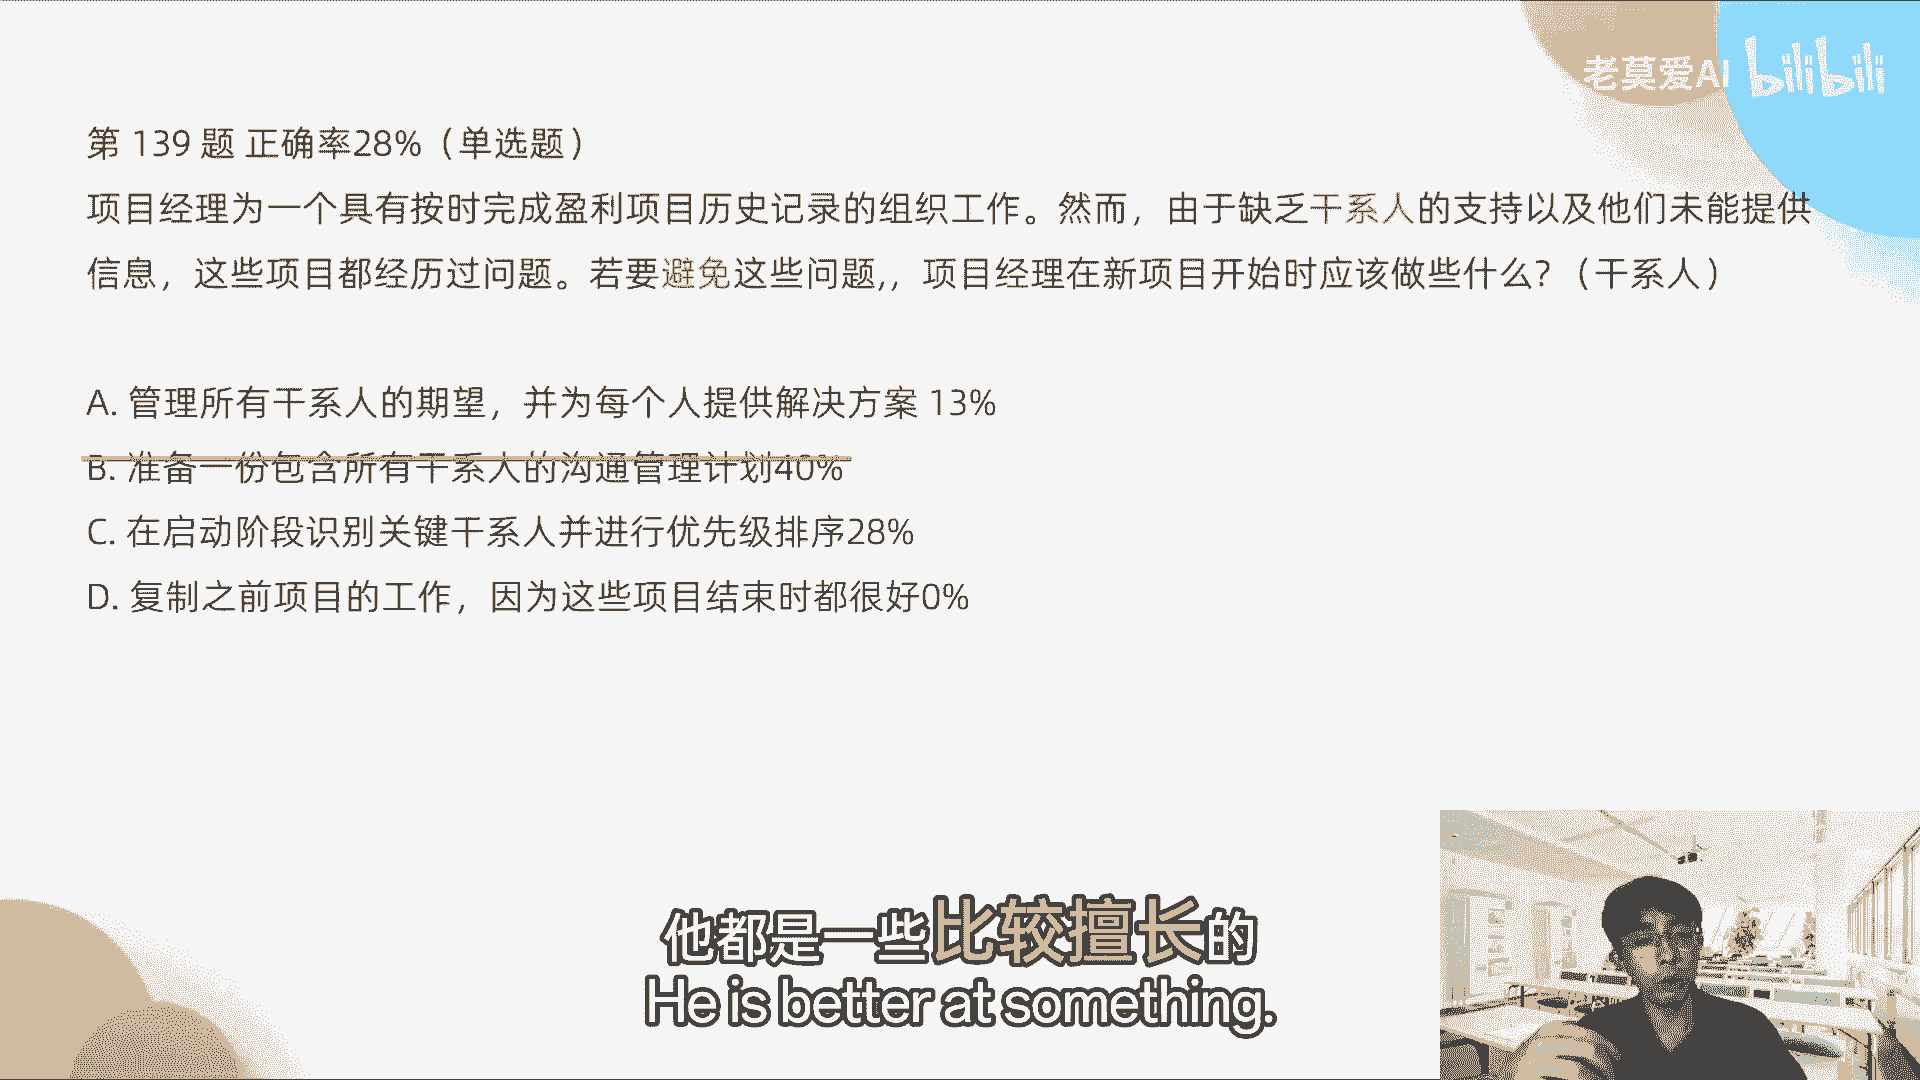 老莫爱AI bilibili
第 139 题 正确率28%（单选题）
项目经理为一个具有按时完成盈利项目历史记录的组织工作。然而，由于缺乏干系人的支持以及他们未能提供
信息，这些项目都经历过问题。若要避免这些问题,，项目经理在新项目开始时应该做些什么?（干系人）
A. 管理所有干系人的期望，并为每个人提供解决方案 13%
B. 准备一份包含所有干系人的沟通管理计划40%
C. 在启动阶段识别关键干系人并进行优先级排序28%
D. 复制之前项目的工作，因为这些项目结束时都很好0%
他都是一些比较擅长的
He is better at something.